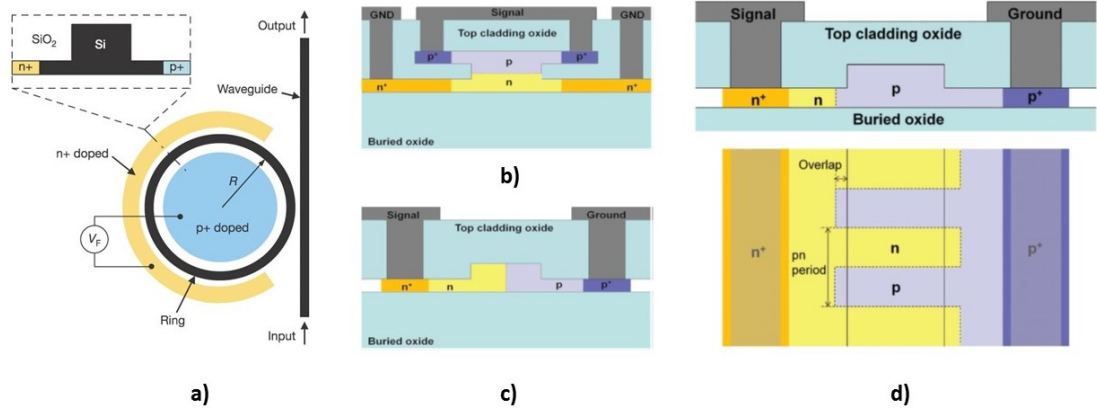 SiO₂
Si
n+
p+
Output
Waveguide
n+ doped
R
p+ doped
V_F
Ring
Input
a)
GND
Signal
GND
Top cladding oxide
p⁺
p
p⁺
n⁺
n
n⁺
Buried oxide
b)
Signal
Ground
Top cladding oxide
n⁺
n
p
p⁺
Buried oxide
c)
Signal
Ground
Top cladding oxide
n⁺
n
p
p⁺
Buried oxide
Overlap
n⁺
pn
period
n
p
p⁺
d)